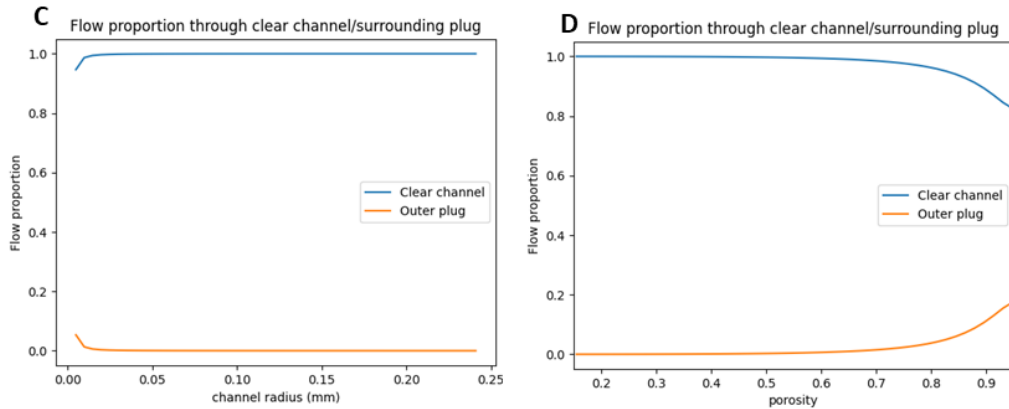 C
Flow proportion through clear channel/surrounding plug
1.0
0.8
0.6
0.4
0.2
0.0
Flow proportion
Clear channel
Outer plug
0.00
0.05
0.10
0.15
0.20
0.25
channel radius (mm)
D
Flow proportion through clear channel/surrounding plug
1.0
0.8
0.6
0.4
0.2
0.0
Flow proportion
Clear channel
Outer plug
0.2
0.3
0.4
0.5
0.6
0.7
0.8
0.9
porosity